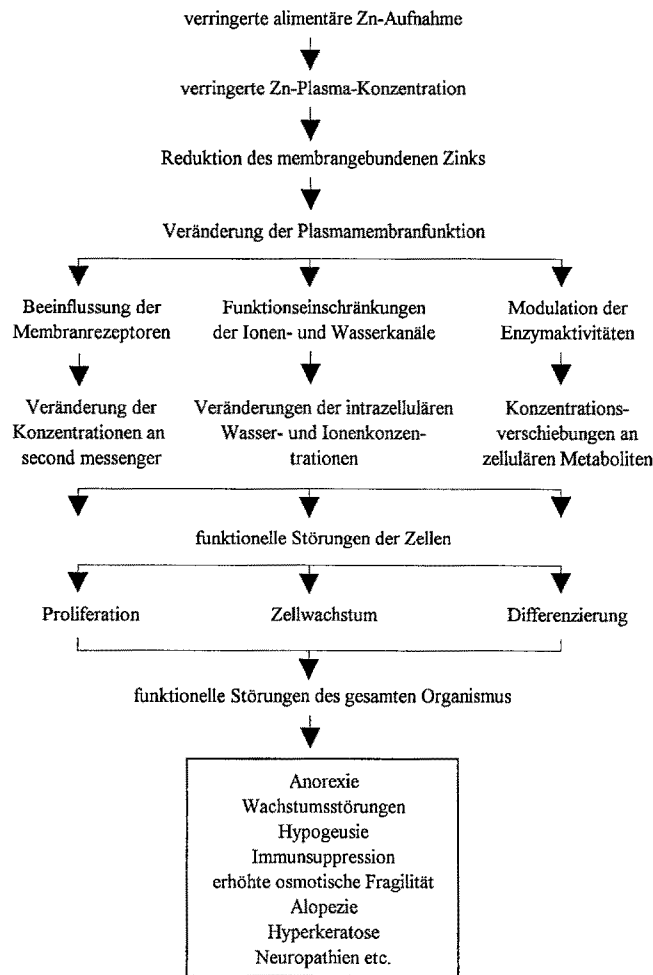 verringerte alimentäre Zn-Aufnahme
verringerte Zn-Plasma-Konzentration
Reduktion des membrangebundenen Zinks
Veränderung der Plasmamembranfunktion
Beeinflussung der
Membranrezeptoren
Funktionseinschränkungen
der Ionen- und Wasserkanäle
Modulation der
Enzymaktivitäten
Veränderung der
Konzentrationen an
second messenger
Veränderungen der intrazellulären
Wasser- und Ionenkonzen-
trationen
Konzentrations-
verschiebungen an
zellulären Metaboliten
funktionelle Störungen der Zellen
Proliferation
Zellwachstum
Differenzierung
funktionelle Störungen des gesamten Organismus
Anorexie
Wachstumsstörungen
Hypogeusie
Immunsuppression
erhöhte osmotische Fragilität
Alopezie
Hyperkeratose
Neuropathien etc.